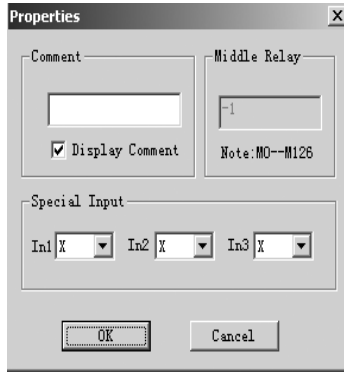 Properties X
Comment Middle Relay
-1
Display Comment Note:M0--M126
Special Input
In1 X In2 X In3 X
OK Cancel